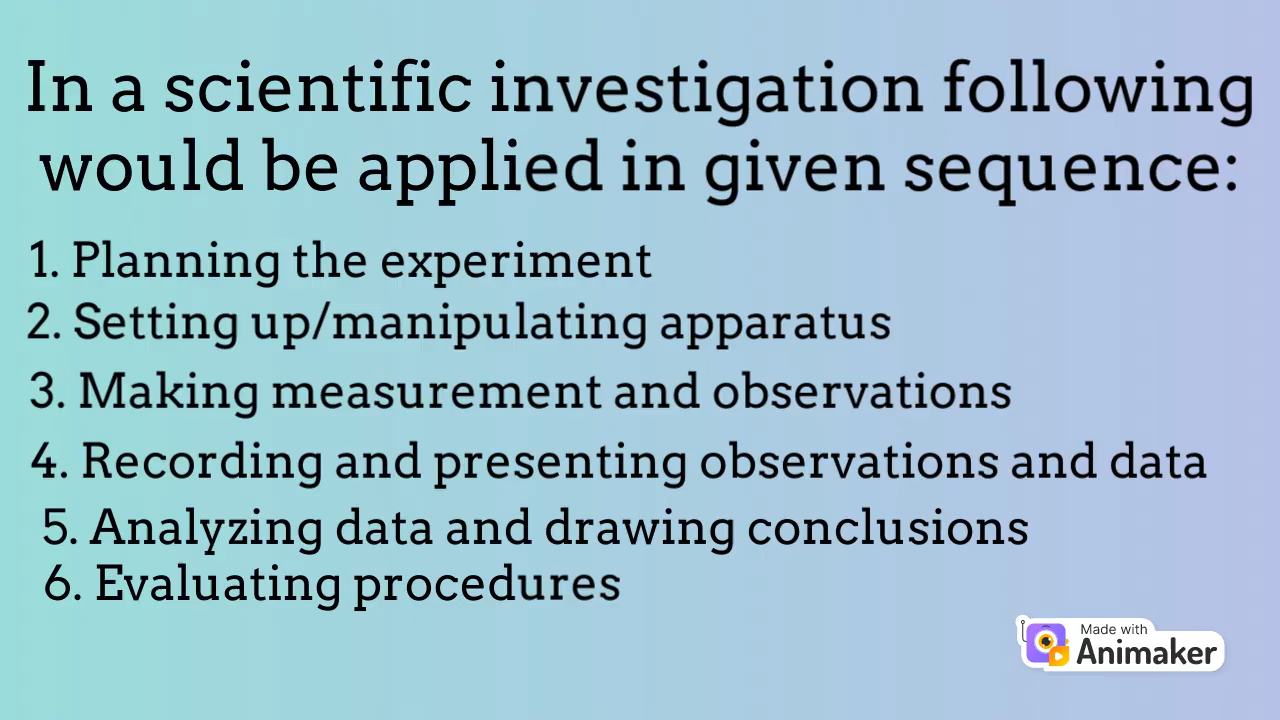 In a scientific investigation following
would be applied in given sequence:
1. Planning the experiment
2. Setting up/manipulating apparatus
3. Making measurement and observations
4. Recording and presenting observations and data
5. Analyzing data and drawing conclusions
6. Evaluating procedures
Made with
Animaker